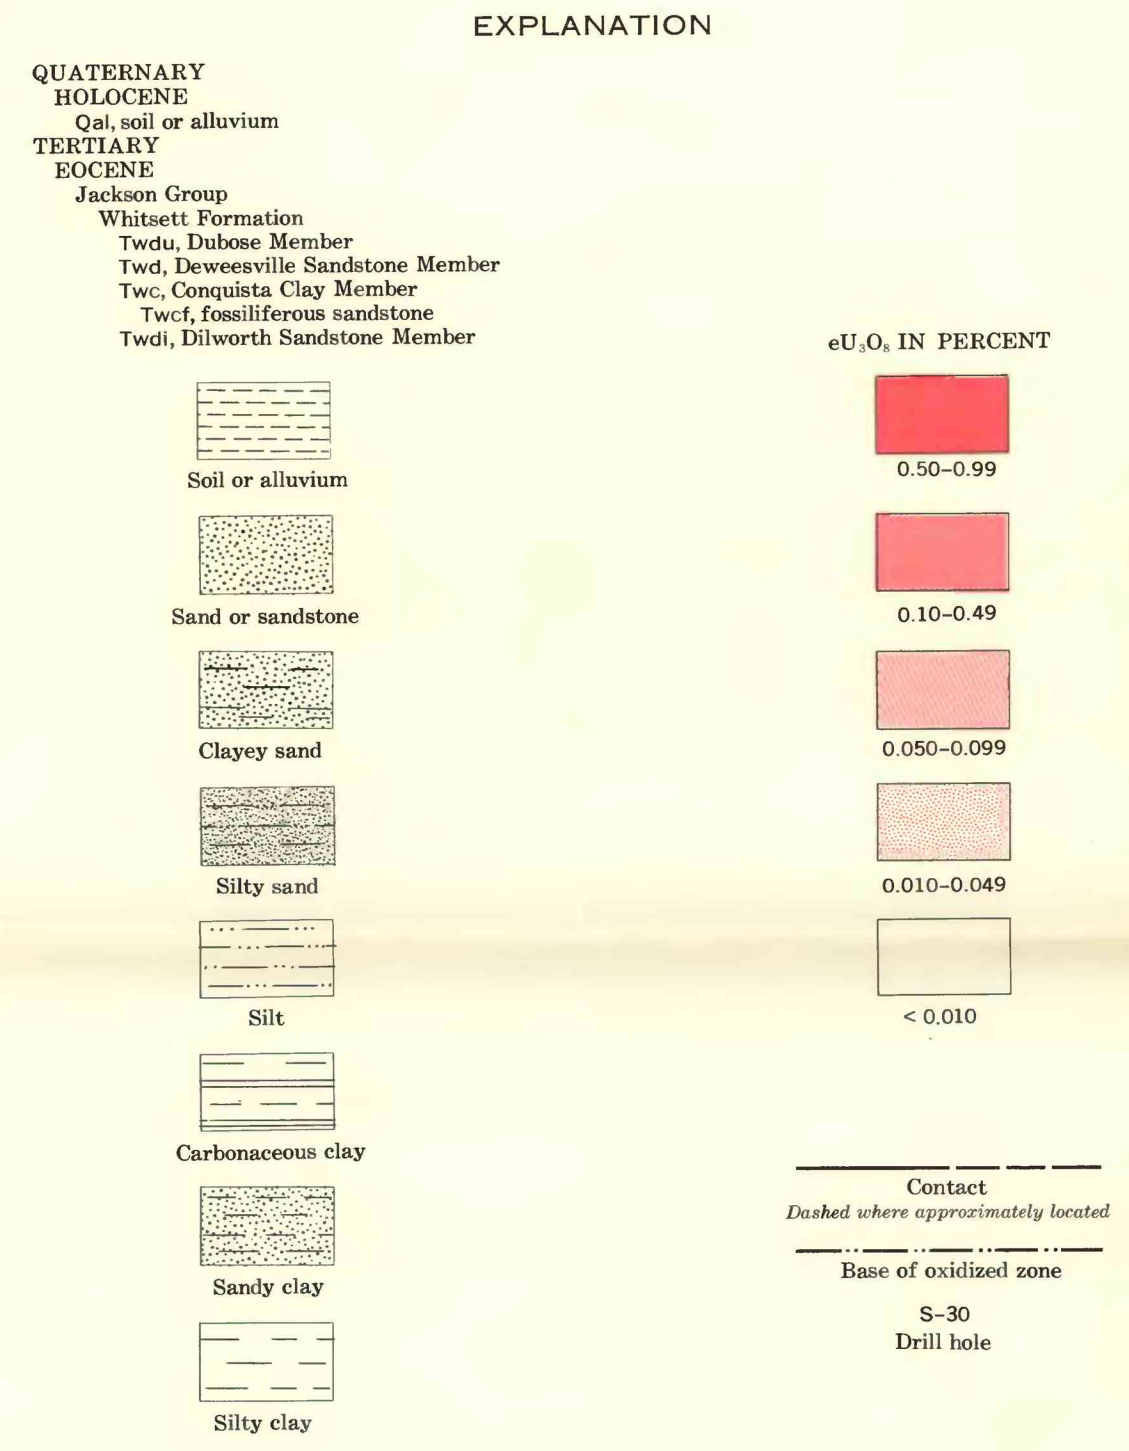 EXPLANATION
QUATERNARY
HOLOCENE
Qal, soil or alluvium
TERTIARY
EOCENE
Jackson Group
Whitsett Formation
Twdu, Dubose Member
Twd, Deweesville Sandstone Member
Twc, Conquista Clay Member
Twcf, fossiliferous sandstone
Twdi, Dilworth Sandstone Member
Soil or alluvium
Sand or sandstone
Clayey sand
Silty sand
Silt
Carbonaceous clay
Sandy clay
Silty clay
eU₃O₈ IN PERCENT
0.50–0.99
0.10–0.49
0.050–0.099
0.010–0.049
< 0.010
Contact
Dashed where approximately located
Base of oxidized zone
S-30
Drill hole